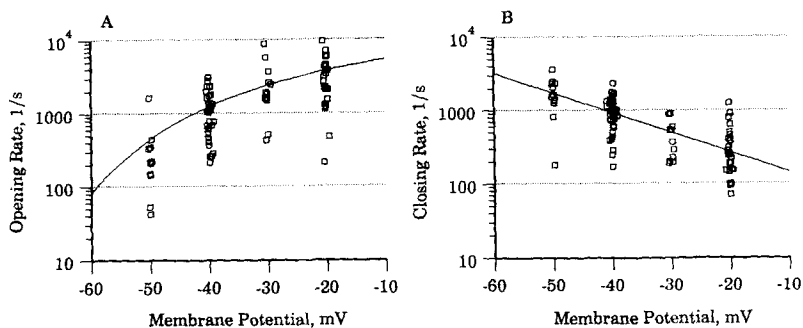 A
10^4
1000
100
10
Opening Rate, 1/s
-60 -50 -40 -30 -20 -10
Membrane Potential, mV
B
10^4
1000
100
10
Closing Rate, 1/s
-60 -50 -40 -30 -20 -10
Membrane Potential, mV